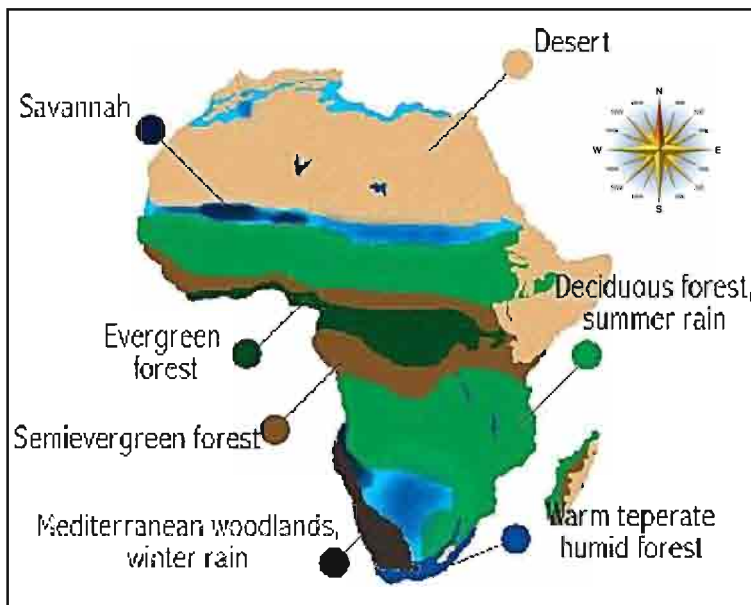 Desert
Savannah
N
W
E
S
Deciduous forest,
summer rain
Evergreen
forest
Semievergreen forest
Mediterranean woodlands,
winter rain
Warm teperate
humid forest